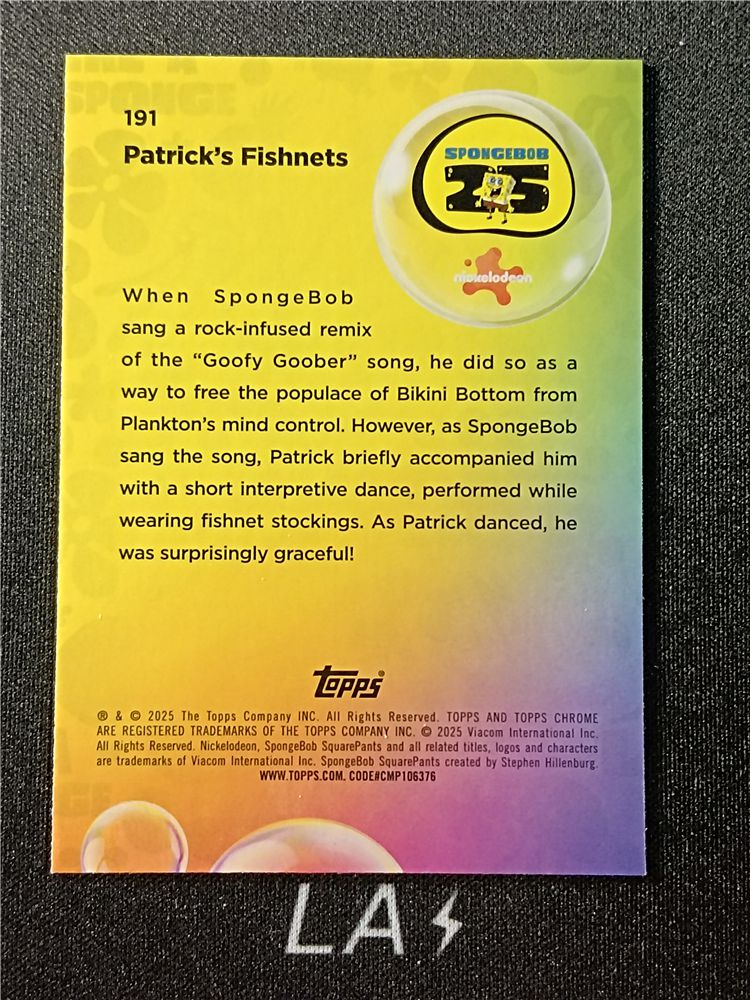 191
Patrick's Fishnets
SPONGEBOB
25
nickelodeon
When SpongeBob
sang a rock-infused remix
of the “Goofy Goober” song, he did so as a
way to free the populace of Bikini Bottom from
Plankton's mind control. However, as SpongeBob
sang the song, Patrick briefly accompanied him
with a short interpretive dance, performed while
wearing fishnet stockings. As Patrick danced, he
was surprisingly graceful!
topps®
® & © 2025 The Topps Company INC. All Rights Reserved. TOPPS AND TOPPS CHROME
ARE REGISTERED TRADEMARKS OF THE TOPPS COMPANY INC. © 2025 Viacom International Inc.
All Rights Reserved. Nickelodeon, SpongeBob SquarePants and all related titles, logos and characters
are trademarks of Viacom International Inc. SpongeBob SquarePants created by Stephen Hillenburg.
WWW.TOPPS.COM. CODE#CMP106376
LA